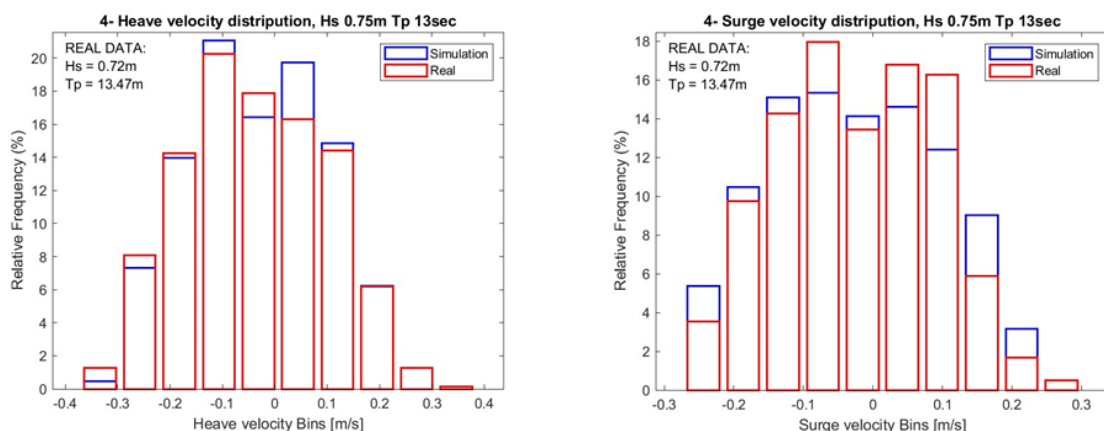 4- Heave velocity distripution, Hs 0.75m Tp 13sec
REAL DATA:
Hs = 0.72m
Tp = 13.47m
Simulation
Real
Relative Frequency (%)
20
18
16
14
12
10
8
6
4
2
0
-0.4 -0.3 -0.2 -0.1 0 0.1 0.2 0.3 0.4
Heave velocity Bins [m/s]
4- Surge velocity distripution, Hs 0.75m Tp 13sec
REAL DATA:
Hs = 0.72m
Tp = 13.47m
Simulation
Real
Relative Frequency (%)
18
16
14
12
10
8
6
4
2
0
-0.3 -0.2 -0.1 0 0.1 0.2 0.3
Surge velocity Bins [m/s]